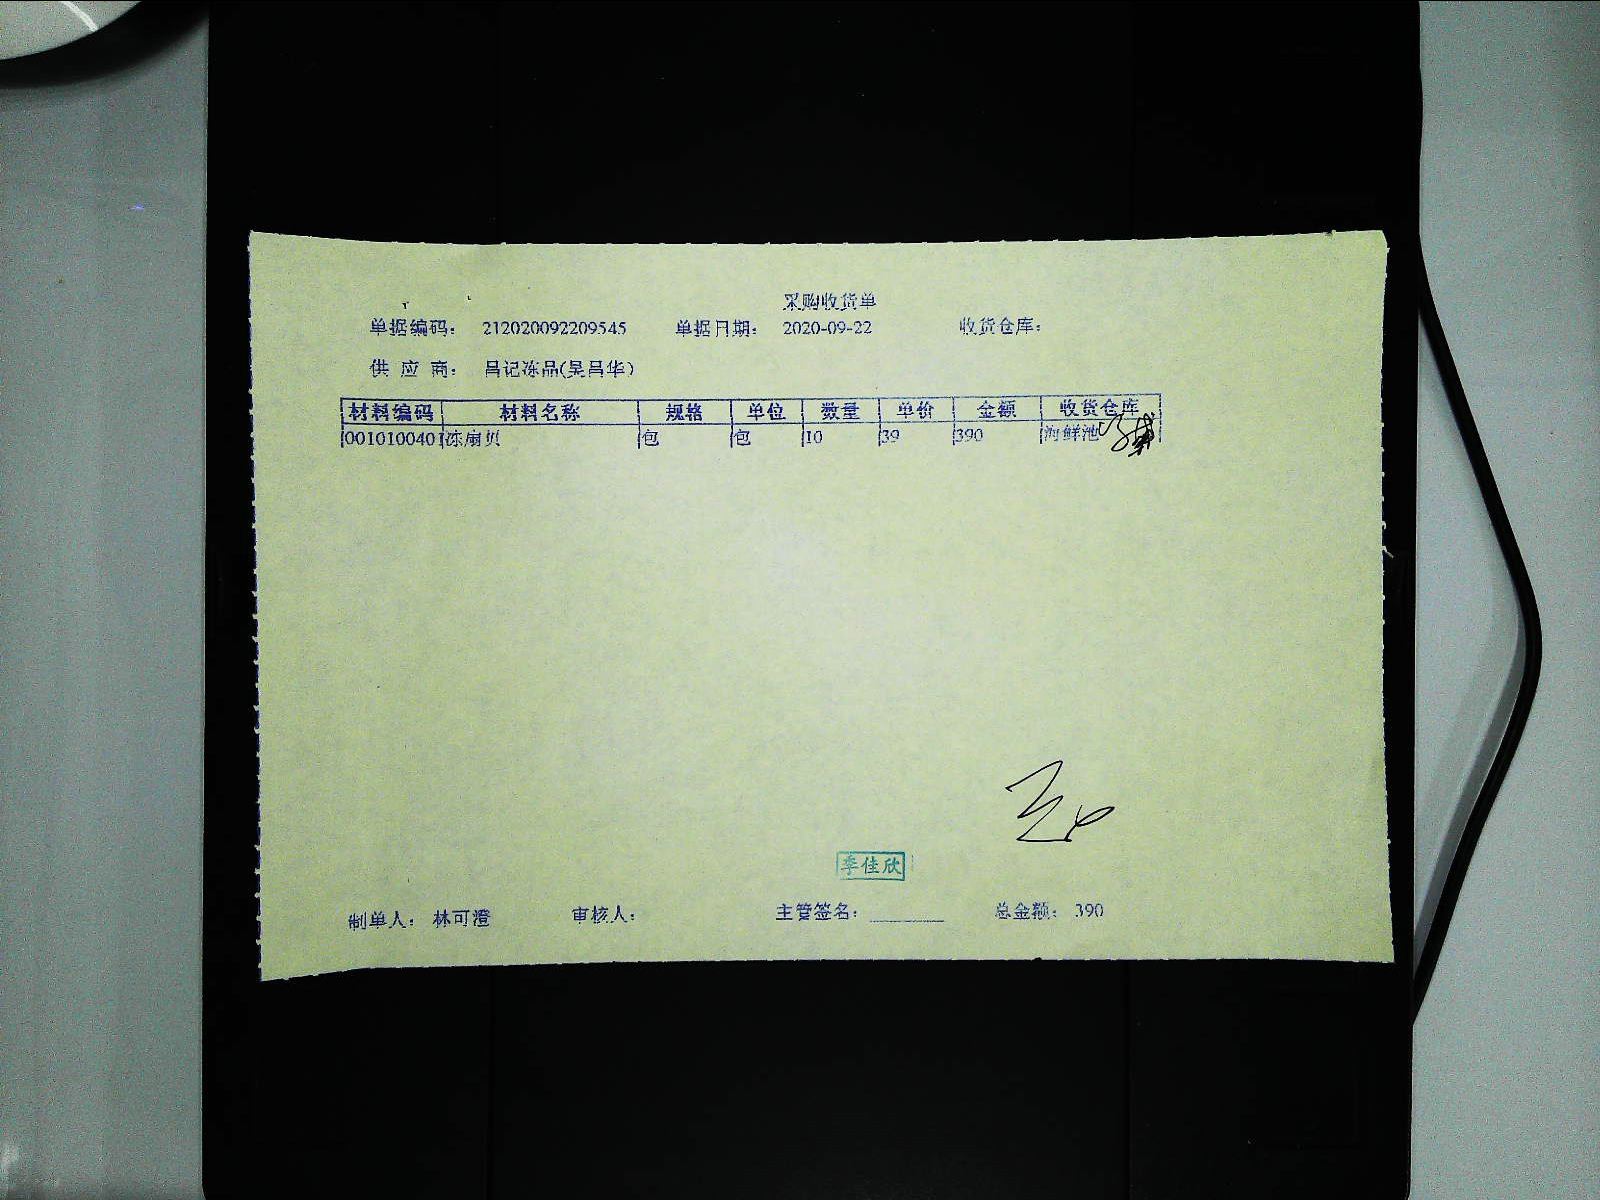 采购收货单
单据编码: 212020092209545 单据日期: 2020-09-22 收货仓库:
供 应 商: 昌记冻品(吴昌华)
材料编码 材料名称 规格 单位 数量 单价 金额 收货仓库
0010100401 冻扇贝 包 包 10 39 390 海鲜池
李佳欣
制单人: 林可澄 审核人: 主管签名: 总金额: 390